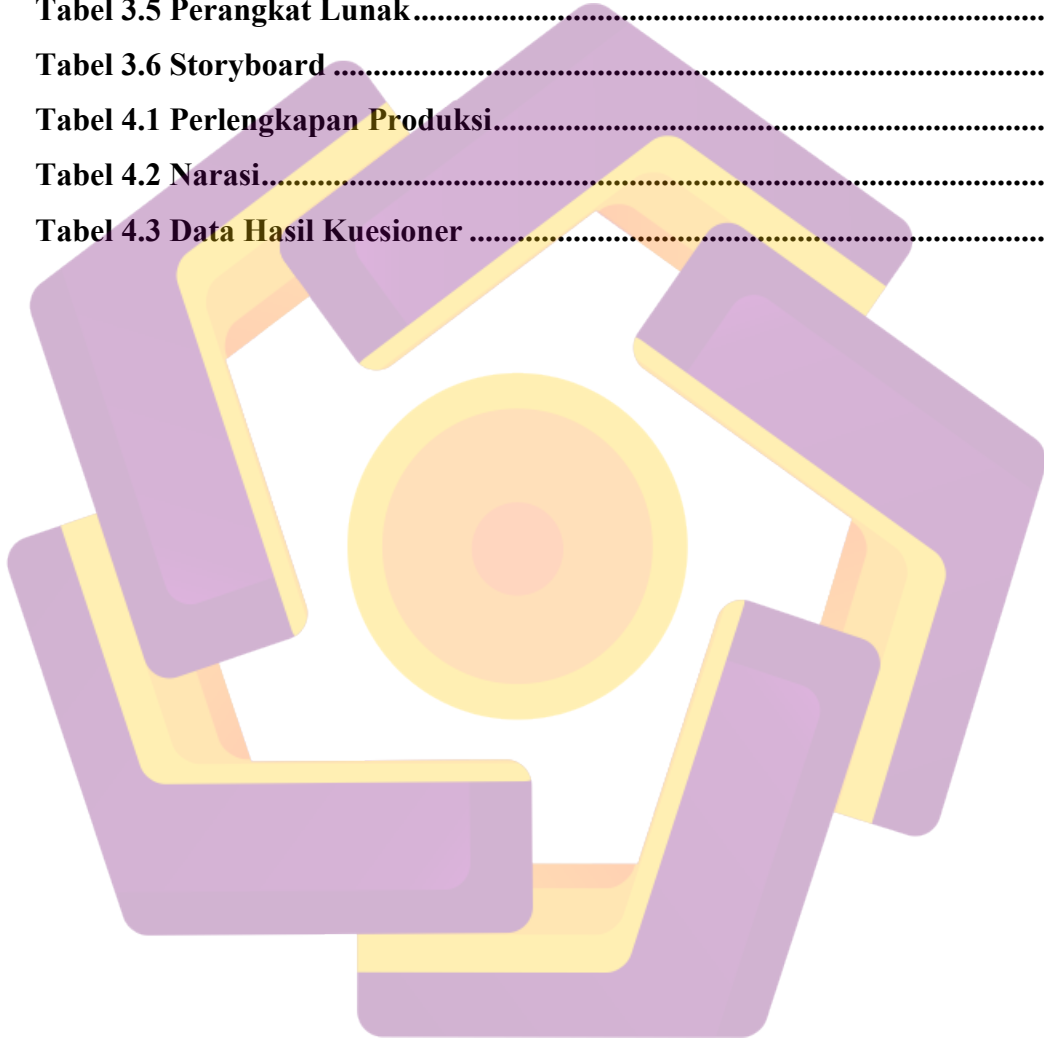 Tabel 3.5 Perangkat Lunak................................................................................
Tabel 3.6 Storyboard ..........................................................................................
Tabel 4.1 Perlengkapan Produksi.....................................................................
Tabel 4.2 Narasi...................................................................................................
Tabel 4.3 Data Hasil Kuesioner ........................................................................